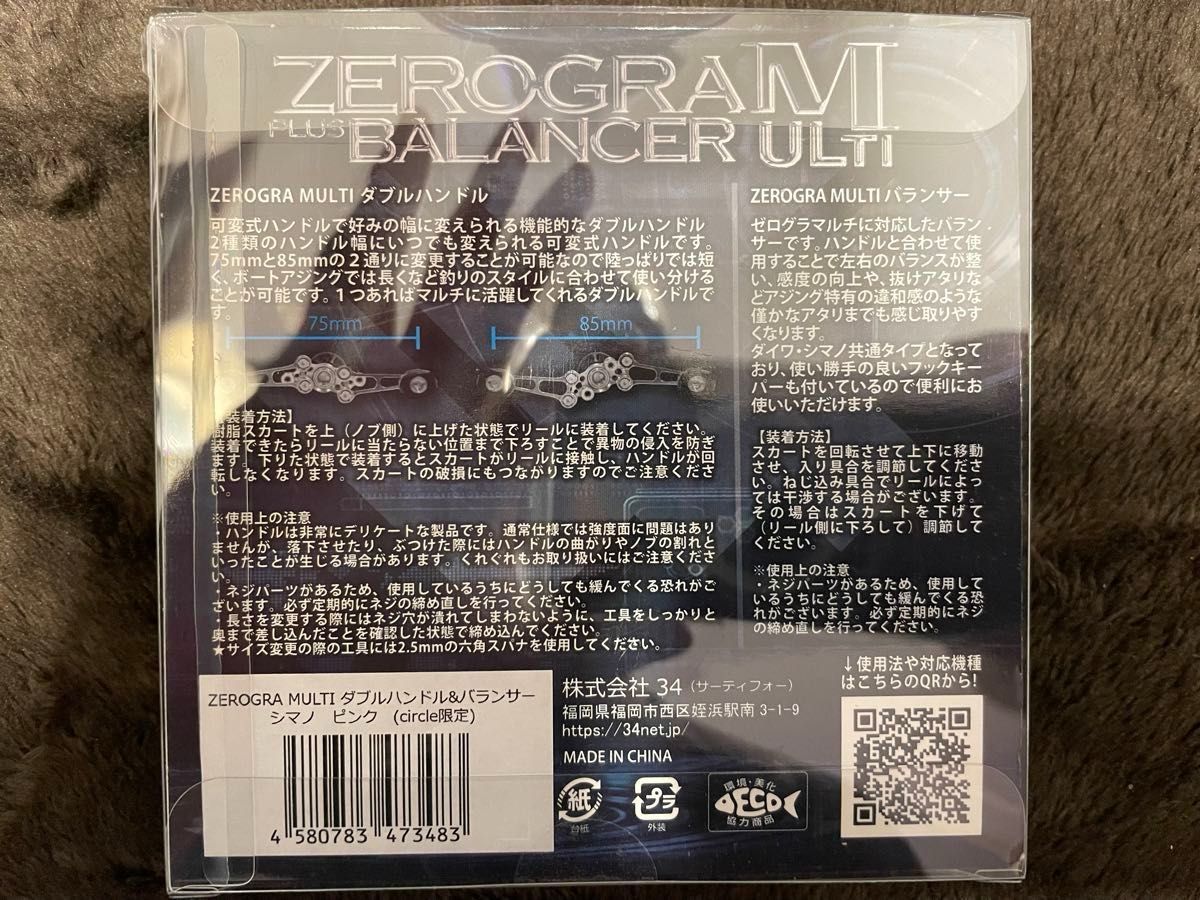 ZEROGRA MULTI
PLUS BALANCER
ZEROGRA MULTI ダブルハンドル
可変式ハンドルで好みの幅に変えられる機能的なダブルハンドル
2種類のハンドル幅にいつでも変えられる可変式ハンドルです。
75mmと85mmの2通りに変更することが可能なので陸っぱりでは短
く、ボートアジングでは長くなど釣りのスタイルに合わせて使い分ける
ことが可能です。1つあればマルチに活躍してくれるダブルハンドルで
す。
75mm
85mm
【装着方法】
樹脂スカートを上（ノブ側）に上げた状態でリールに装着してください。
装着できたらリールに当たらない位置まで下ろすことで異物の侵入を防ぎ
ます。下りた状態で装着するとスカートがリールに接触し、ハンドルが回
転しなくなります。スカートの破損にもつながりますのでご注意くださ
い。
※使用上の注意
・ハンドルは非常にデリケートな製品です。通常仕様では強度面に問題はあり
ませんが、落下させたり、ぶつけた際にはハンドルの曲がりやノブの割れと
いったことが生じる場合があります。くれぐれもお取り扱いにはご注意くださ
い。
・ネジパーツがあるため、使用しているうちにどうしても緩んでくる恐れがご
ざいます。必ず定期的にネジの締め直しを行ってください。
・長さを変更する際にはネジ穴が潰れてしまわないように、工具をしっかりと
奥まで差し込んだことを確認した状態で締め込んでください。
★サイズ変更の際の工具には2.5mmの六角スパナを使用してください。
ZEROGRA MULTI バランサー
ゼログラマルチに対応したバラン
サーです。ハンドルと合わせて使
用することで左右のバランスが整
い、感度の向上や、抜けアタリな
どアジング特有の違和感のような
僅かなアタリまでも感じ取りやす
くなります。
ダイワ・シマノ共通タイプとなって
おり、使い勝手の良いフックキー
パーも付いているので便利にお
使いいただけます。
【装着方法】
スカートを回転させて上下に移動
させ、入り具合を調節してくださ
い。ねじ込み具合でリールによっ
ては干渉する場合がございます。
その場合はスカートを下げて
（リール側に下ろして）調節して
ください。
※使用上の注意
・ネジパーツがあるため、使用して
いるうちにどうしても緩んでくる恐
れがございます。必ず定期的にネジ
の締め直しを行ってください。
↓使用法や対応機種
はこちらのQRから!
ZEROGRA MULTI ダブルハンドル&バランサー
シマノ ピンク (circle限定)
4 580783 473483
株式会社 34（サーティフォー）
福岡県福岡市西区姪浜駅南 3-1-9
https://34net.jp/
MADE IN CHINA
紙
台紙
プラ
外装
環境・美化
ECO
協力商品